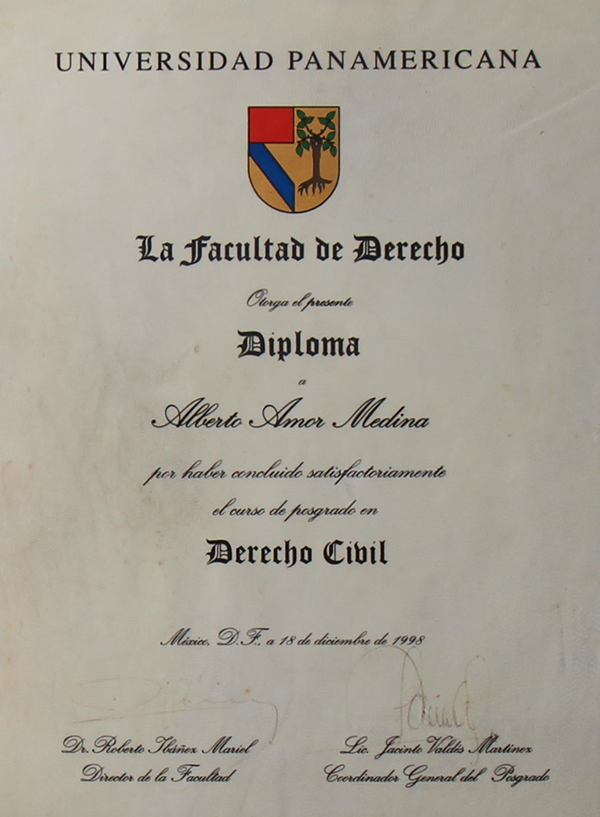 UNIVERSIDAD PANAMERICANA
La Facultad de Derecho
Otorga el presente
Diploma
a
Alberto Amor Medina
por haber concluido satisfactoriamente
el curso de posgrado en
Derecho Civil
México, D.F., a 18 de diciembre de 1998
Dr. Roberto Ibáñez Mariel Lic. Jacinto Valdés Martínez
Director de la Facultad Coordinador General del Posgrado